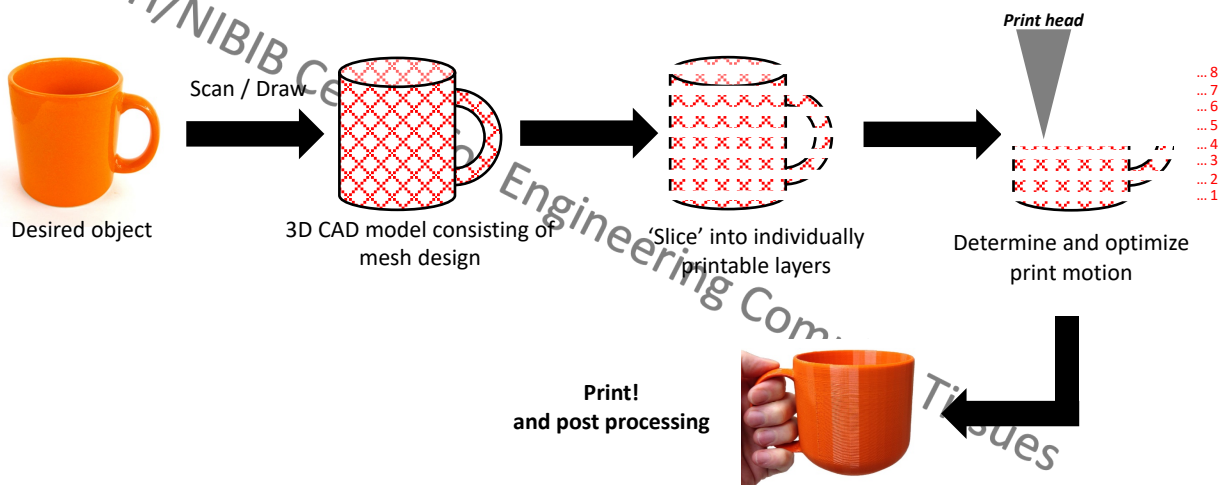 Print head
Scan / Draw
... 8
... 7
... 6
... 5
... 4
... 3
... 2
... 1
Desired object
3D CAD model consisting of
mesh design
‘Slice’ into individually
printable layers
Determine and optimize
print motion
Print!
and post processing
/NIBIB Ce
Engineering Com
Tissues